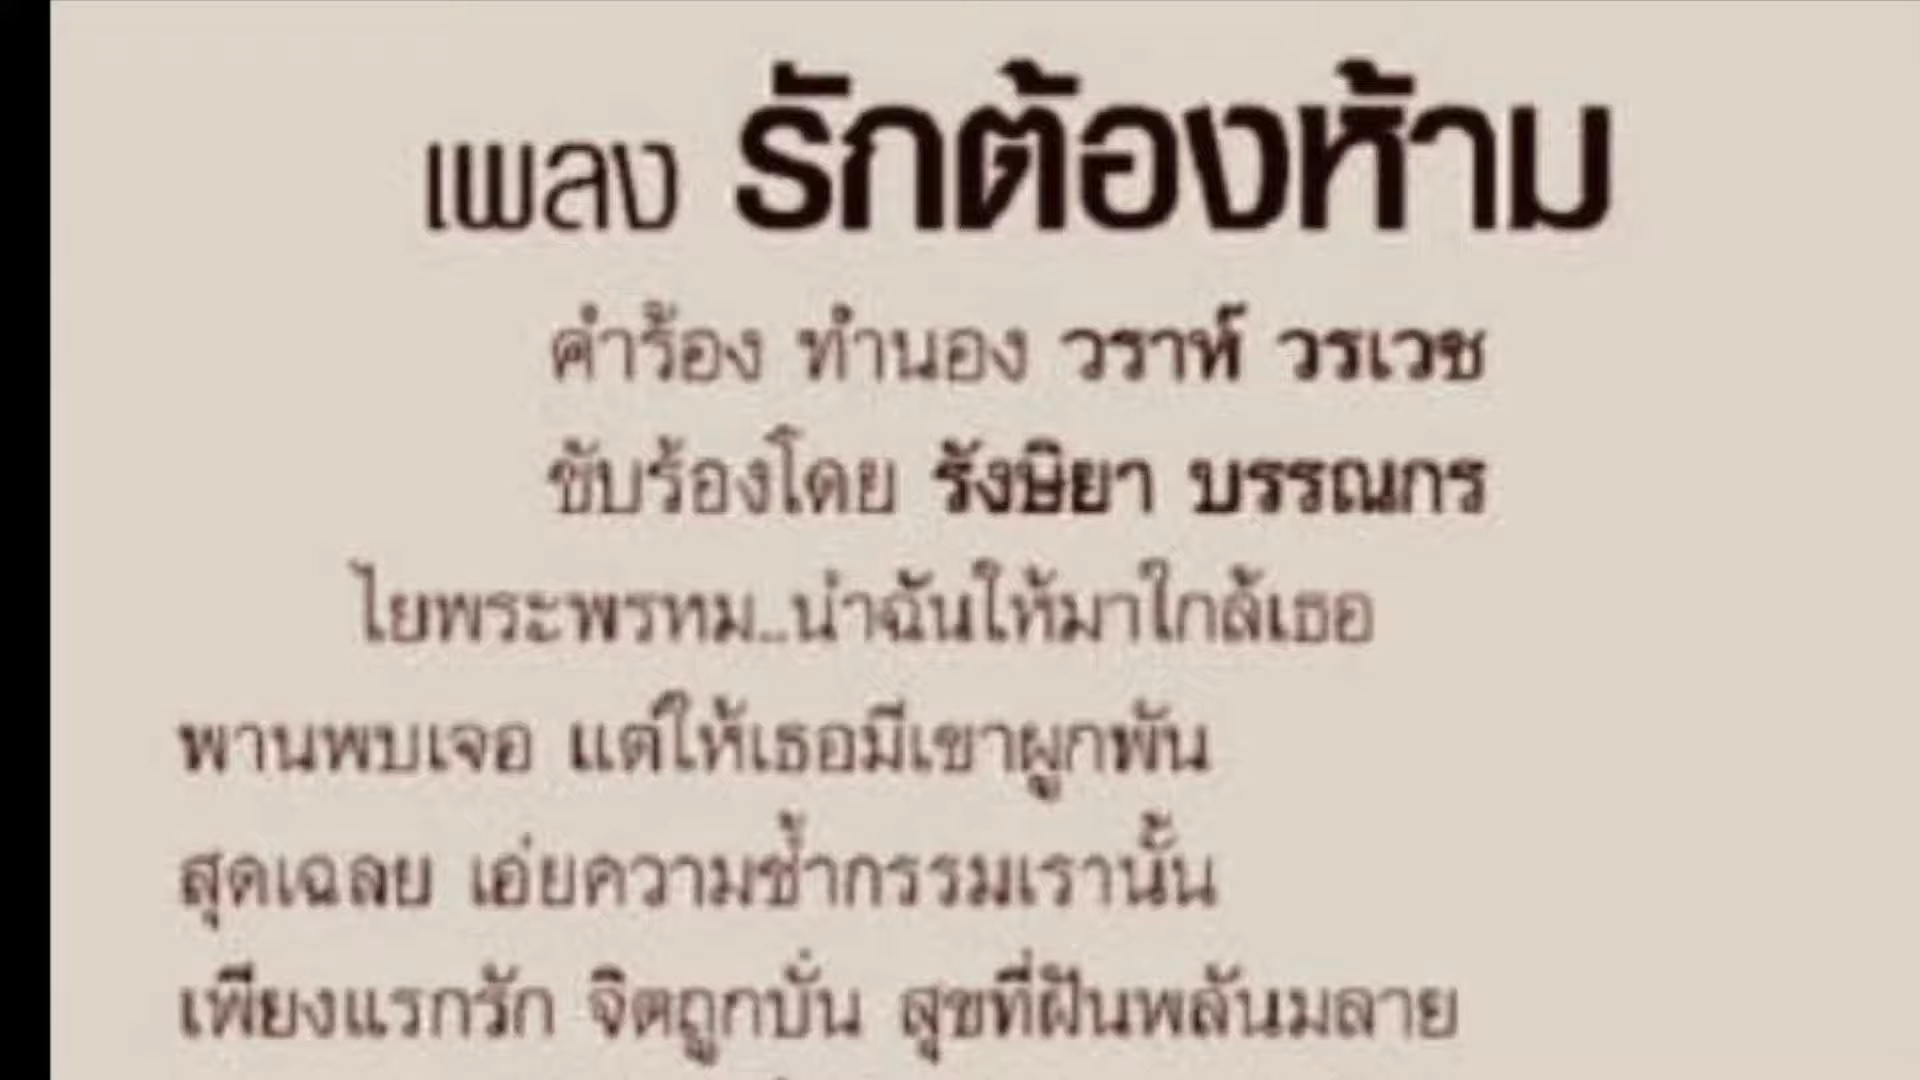 เพลง รักต้องห้าม
คำร้อง ทำนอง วราห์ วรเวช
ขับร้องโดย รังษิยา บรรณกร
ไยพระพรหม..นำฉันให้มาใกล้เธอ
พานพบเจอ แต่ให้เธอมีเขาผูกพัน
สุดเฉลย เอ่ยความช้ำกรรมเรานั้น
เพียงแรกรัก จิตถูกบั่น สุขที่ฝันพลันมลาย